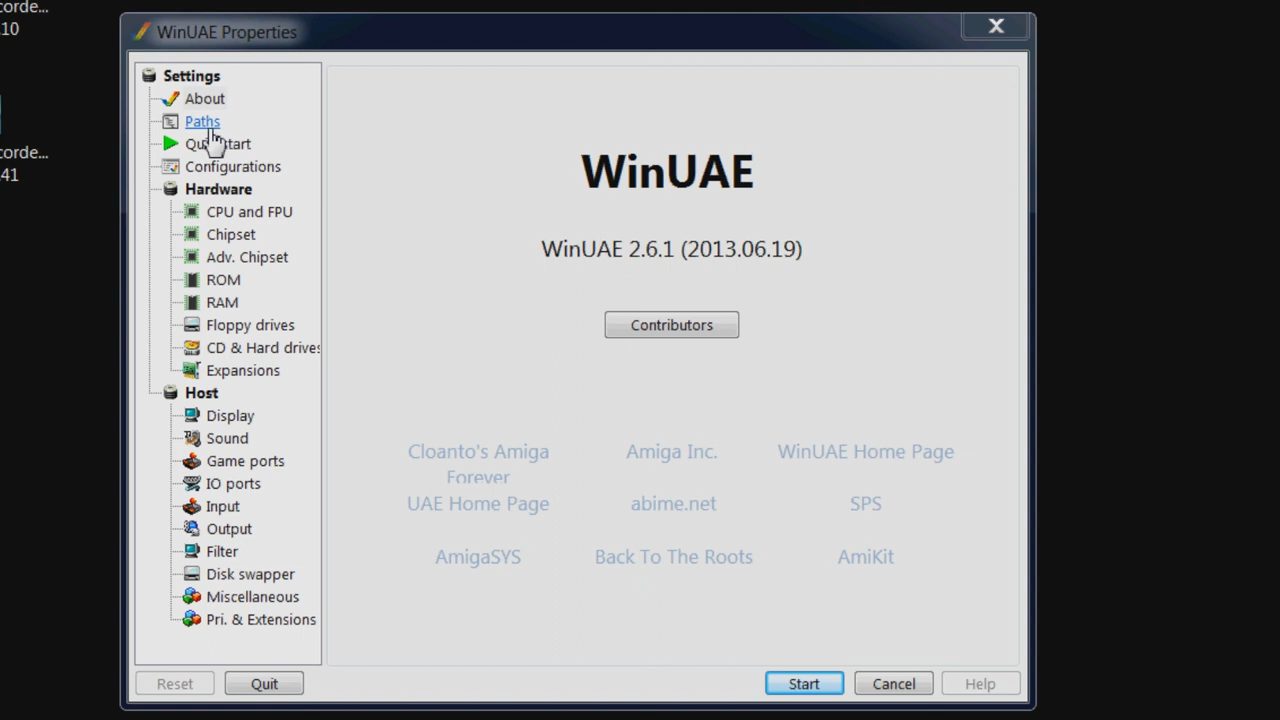 corde...
.10
corde...
.41
WinUAE Properties
Settings
About
Paths
Configurations
Hardware
CPU and FPU
Chipset
Adv. Chipset
ROM
RAM
Floppy drives
CD & Hard drives
Expansions
Host
Display
Sound
Game ports
IO ports
Input
Output
Filter
Disk swapper
Miscellaneous
Pri. & Extensions
WinUAE
WinUAE 2.6.1 (2013.06.19)
Contributors
Cloanto's Amiga Forever
Amiga Inc.
WinUAE Home Page
UAE Home Page
abime.net
SPS
AmigaSYS
Back To The Roots
AmiKit
Reset
Quit
Start
Cancel
Help